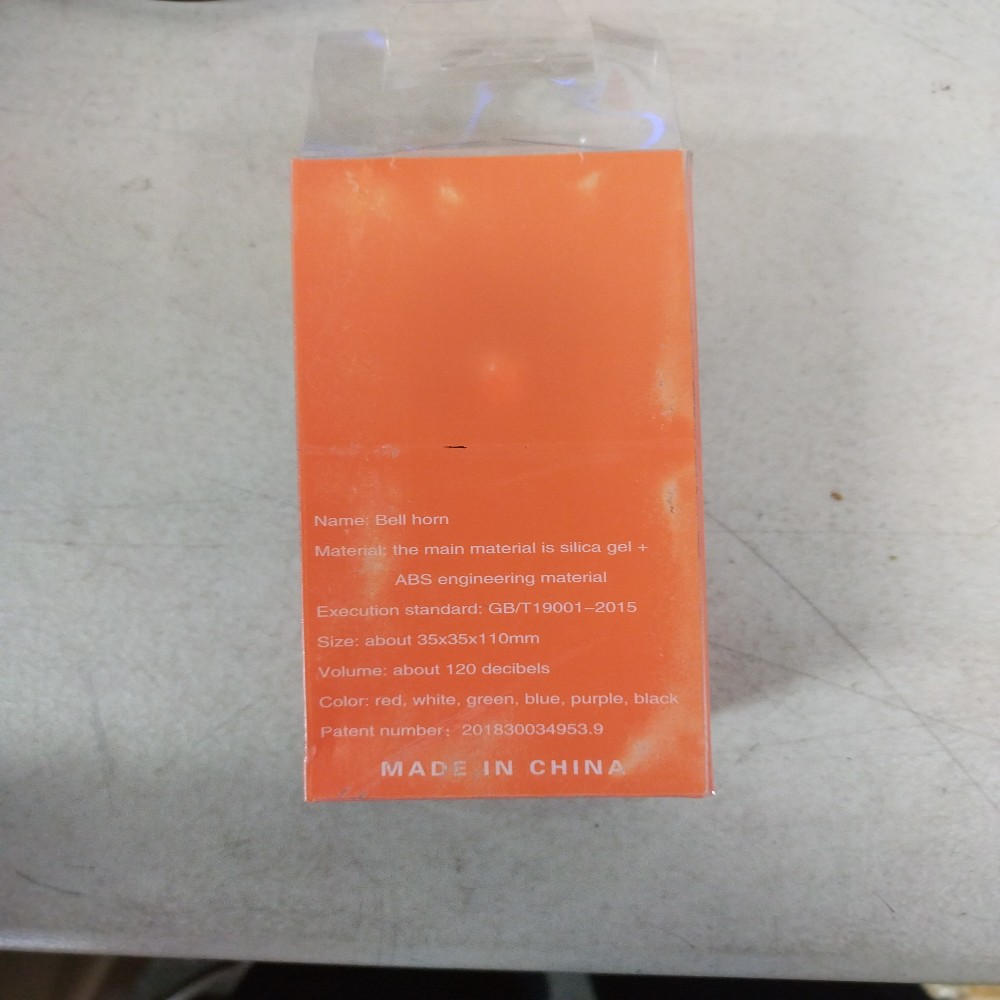 Name: Bell horn
Material: the main material is silica gel +
ABS engineering material
Execution standard: GB/T19001–2015
Size: about 35x35x110mm
Volume: about 120 decibels
Color: red, white, green, blue, purple, black
Patent number: 201830034953.9
MADE IN CHINA